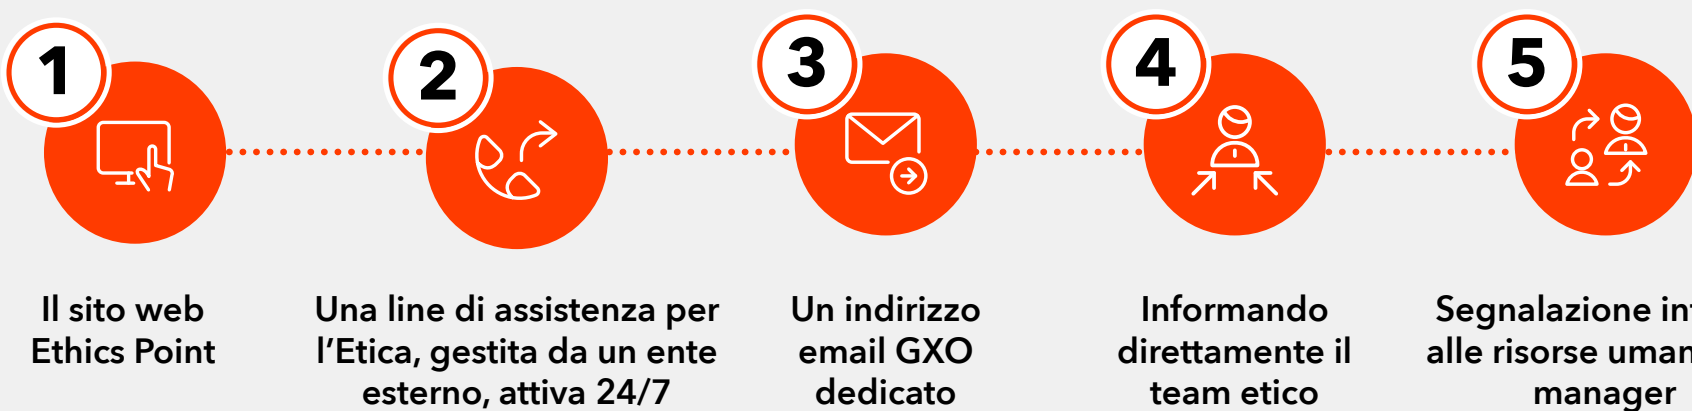 1
2
3
4
5
Il sito web
Ethics Point
Una line di assistenza per
l'Etica, gestita da un ente
esterno, attiva 24/7
Un indirizzo
email GXO
dedicato
Informando
direttamente il
team etico
Segnalazione
alle risorse
manager